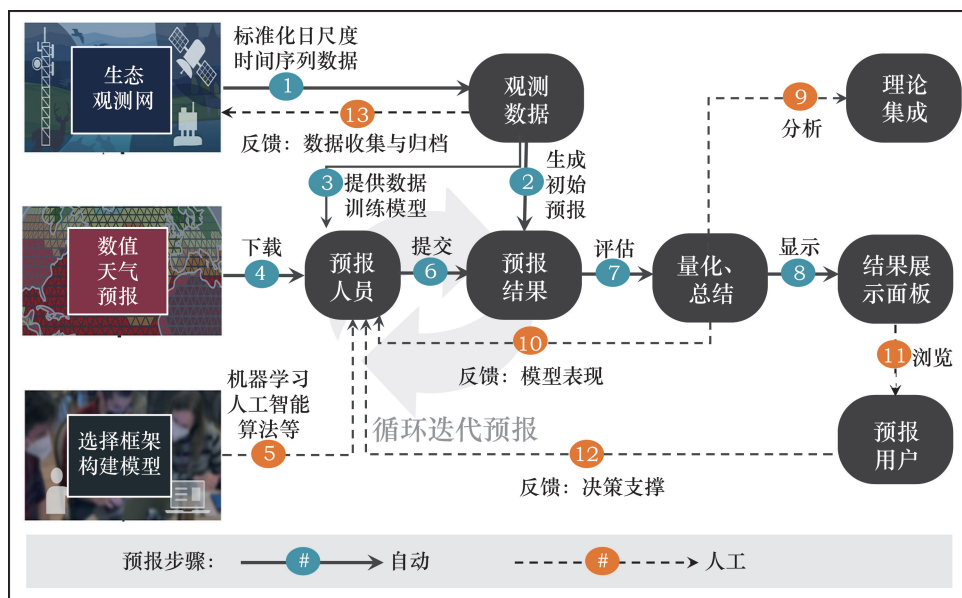 生态
观测网
标准化日尺度
时间序列数据
1
13
反馈：数据收集与归档
观测
数据
9
分析
理论
集成
3
提供数据
训练模型
2
生成
初始
预报
数值
天气
预报
下载
4
预报
人员
提交
6
预报
结果
评估
7
量化、
总结
显示
8
结果展
示面板
10
反馈：模型表现
11
浏览
选择框架
构建模型
机器学习
人工智能
算法等
5
循环迭代预报
12
反馈：决策支撑
预报
用户
预报步骤：
#
自动
#
人工